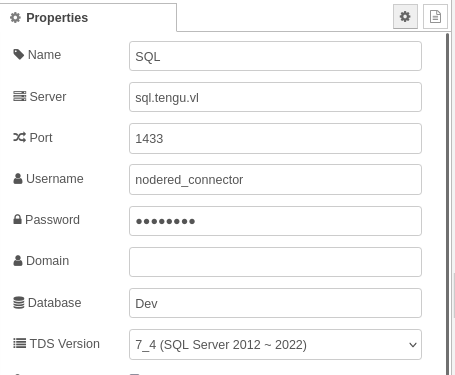 Properties
Name SQL
Server sql.tengu.vl
Port 1433
Username nodered_connector
Password ●●●●●●●●
Domain
Database Dev
TDS Version 7_4 (SQL Server 2012 ~ 2022)